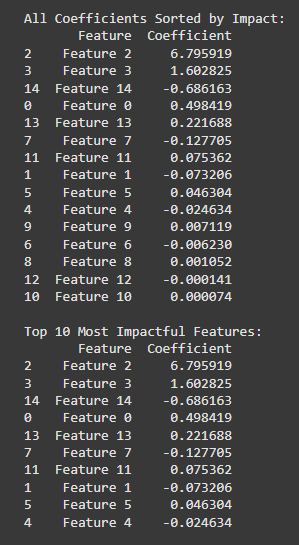 All Coefficients Sorted by Impact:
Feature Coefficient
2 Feature 2 6.795919
3 Feature 3 1.602825
14 Feature 14 -0.686163
0 Feature 0 0.498419
13 Feature 13 0.221688
7 Feature 7 -0.127705
11 Feature 11 0.075362
1 Feature 1 -0.073206
5 Feature 5 0.046304
4 Feature 4 -0.024634
9 Feature 9 0.007119
6 Feature 6 -0.006230
8 Feature 8 0.001052
12 Feature 12 -0.000141
10 Feature 10 0.000074
Top 10 Most Impactful Features:
Feature Coefficient
2 Feature 2 6.795919
3 Feature 3 1.602825
14 Feature 14 -0.686163
0 Feature 0 0.498419
13 Feature 13 0.221688
7 Feature 7 -0.127705
11 Feature 11 0.075362
1 Feature 1 -0.073206
5 Feature 5 0.046304
4 Feature 4 -0.024634